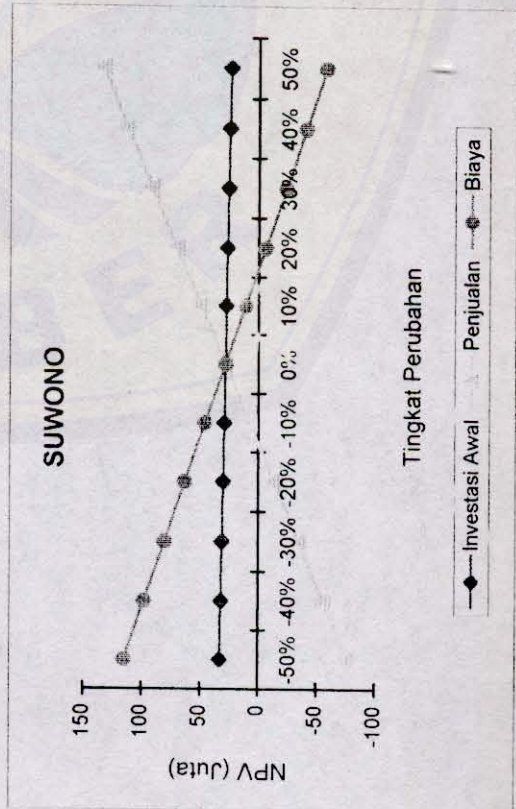 SUWONO
150
100
50
0
-50
-100
NPV (Juta)
-50% -40% -30% -20% -10% 0% 10% 20% 30% 40% 50%
Tingkat Perubahan
Investasi Awal Penjualan Biaya